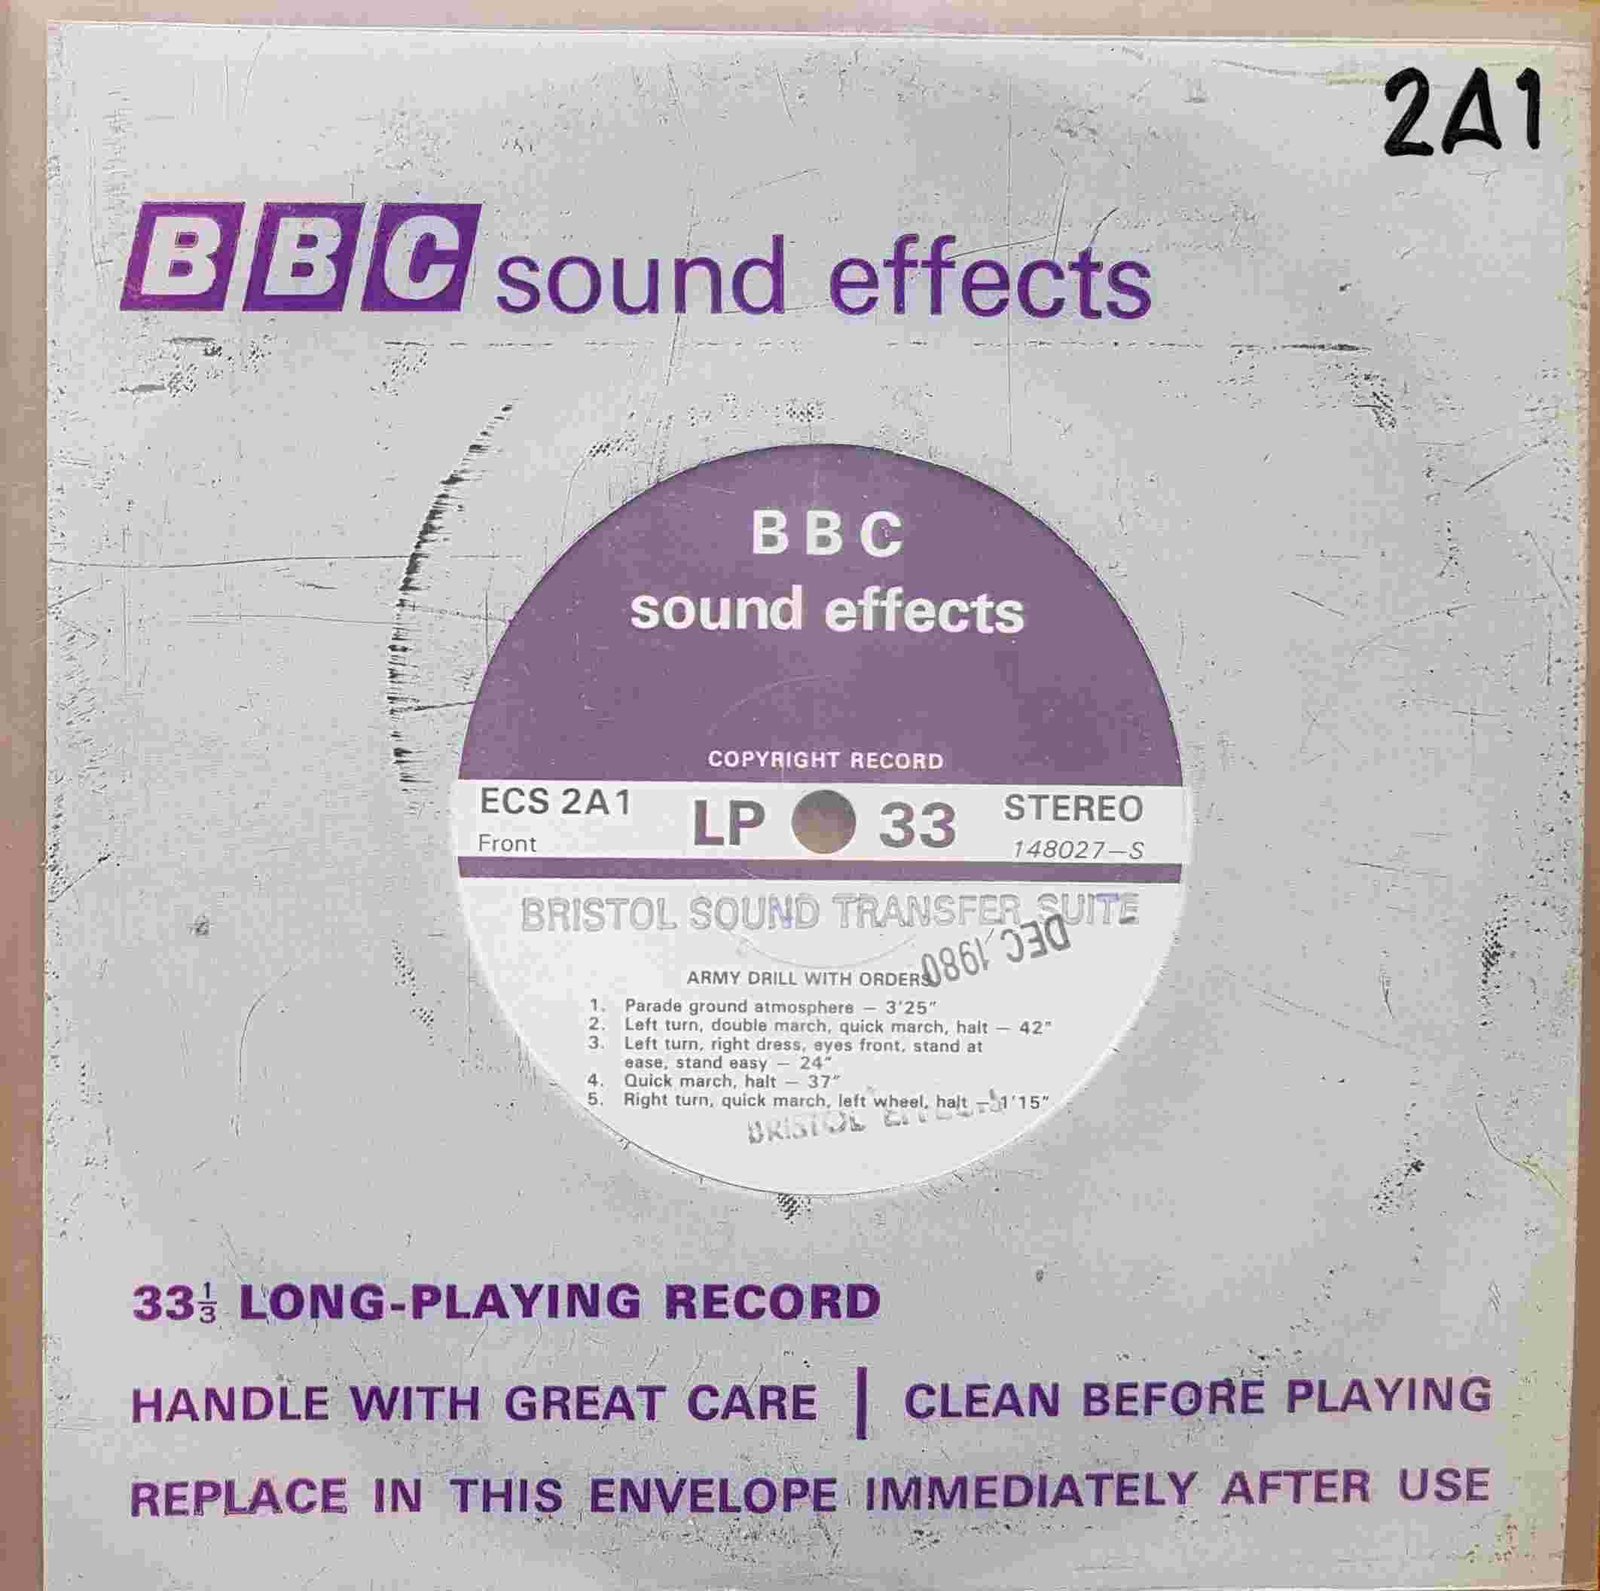 2A1
BBC sound effects
BBC
sound effects
COPYRIGHT RECORD
ECS 2A1
Front
LP 33
STEREO
148027-S
BRISTOL SOUND TRANSFER SUITE
DEC 1980
ARMY DRILL WITH ORDERS
1. Parade ground atmosphere — 3'25"
2. Left turn, double march, quick march, halt — 42"
3. Left turn, right dress, eyes front, stand at
ease, stand easy — 24"
4. Quick march, halt — 37"
5. Right turn, quick march, left wheel, halt — 1'15"
BRISTOL EFFECTS
33⅓ LONG-PLAYING RECORD
HANDLE WITH GREAT CARE | CLEAN BEFORE PLAYING
REPLACE IN THIS ENVELOPE IMMEDIATELY AFTER USE